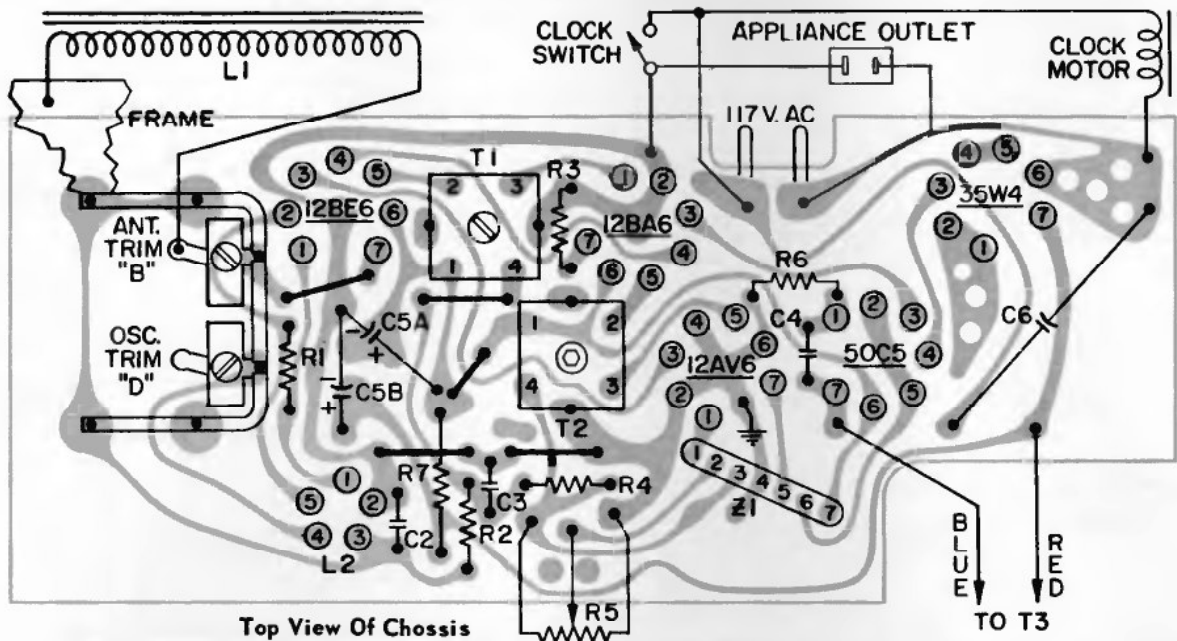 L1
CLOCK
SWITCH
APPLIANCE OUTLET
CLOCK
MOTOR
FRAME
117 V. AC
T1
2 3
1 4
R3
3 4 5
2 12BE6 6
1 7
1 2
12BA6 3
7 6 5 4
4 5
3 6
35W4
2 1 7
ANT.
TRIM
"B"
OSC.
TRIM
"D"
R1
C5A
- +
C5B
- +
1 2
4 3
T2
R6
C4
5
3 6
12AV6
2 7
1
1 2 3
50C5 4
7 6 5
C6
R7
C3
R4
1 2 3 4 5 6 7
Z1
1
5 2
4 3
L2
C2
R2
R5
BLUE
RED
TO T3
Top View Of Chossis